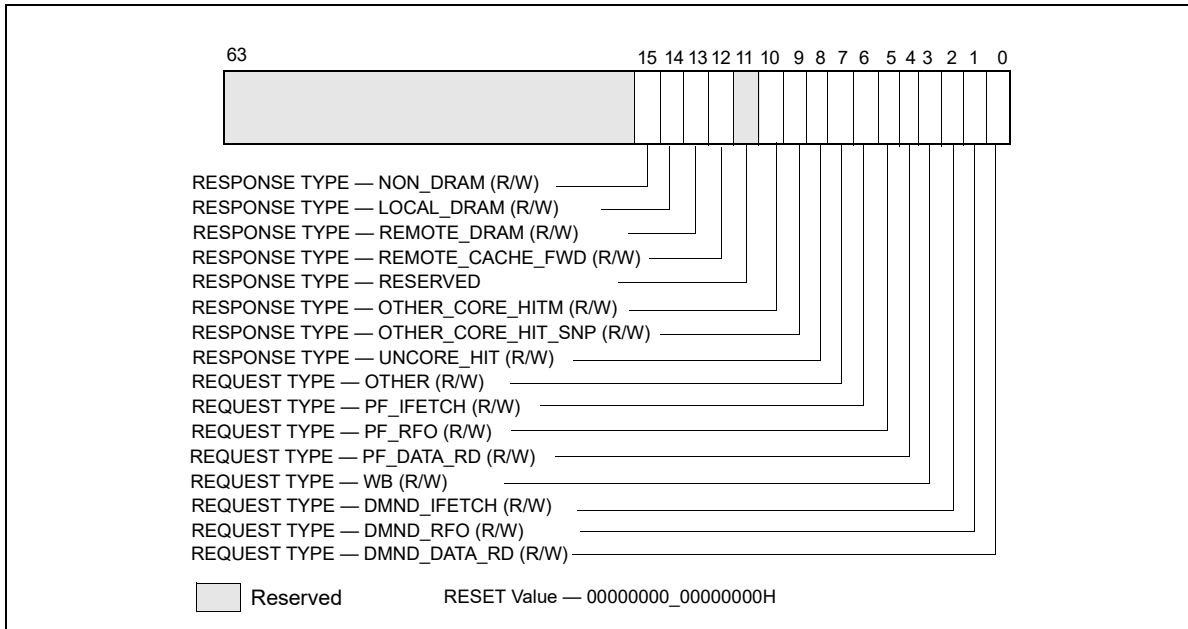 63 15 14 13 12 11 10 9 8 7 6 5 4 3 2 1 0
RESPONSE TYPE — NON_DRAM (R/W)
RESPONSE TYPE — LOCAL_DRAM (R/W)
RESPONSE TYPE — REMOTE_DRAM (R/W)
RESPONSE TYPE — REMOTE_CACHE_FWD (R/W)
RESPONSE TYPE — RESERVED
RESPONSE TYPE — OTHER_CORE_HITM (R/W)
RESPONSE TYPE — OTHER_CORE_HIT_SNP (R/W)
RESPONSE TYPE — UNCORE_HIT (R/W)
REQUEST TYPE — OTHER (R/W)
REQUEST TYPE — PF_IFETCH (R/W)
REQUEST TYPE — PF_RFO (R/W)
REQUEST TYPE — PF_DATA_RD (R/W)
REQUEST TYPE — WB (R/W)
REQUEST TYPE — DMND_IFETCH (R/W)
REQUEST TYPE — DMND_RFO (R/W)
REQUEST TYPE — DMND_DATA_RD (R/W)
Reserved RESET Value — 00000000_00000000H